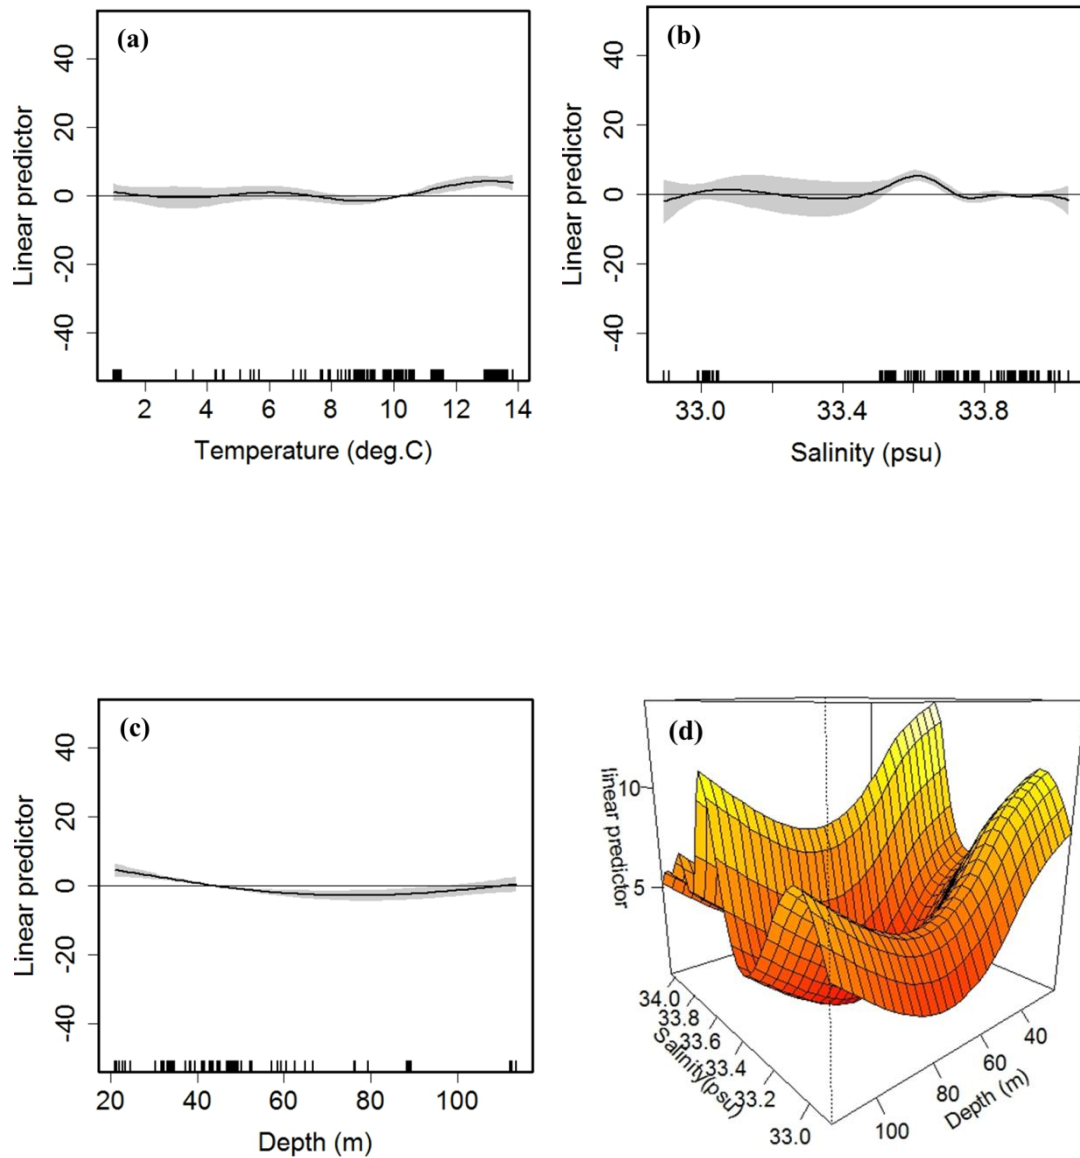 (a)
40
20
0
-20
-40
Linear predictor
2 4 6 8 10 12 14
Temperature (deg.C)
(b)
40
20
0
-20
-40
Linear predictor
33.0 33.4 33.8
Salinity (psu)
(c)
40
20
0
-20
-40
Linear predictor
20 40 60 80 100
Depth (m)
(d)
10
5
linear predictor
34.0
33.8
33.6
33.4
33.2
33.0
Salinity(psu)
40
60
80
100
Depth (m)